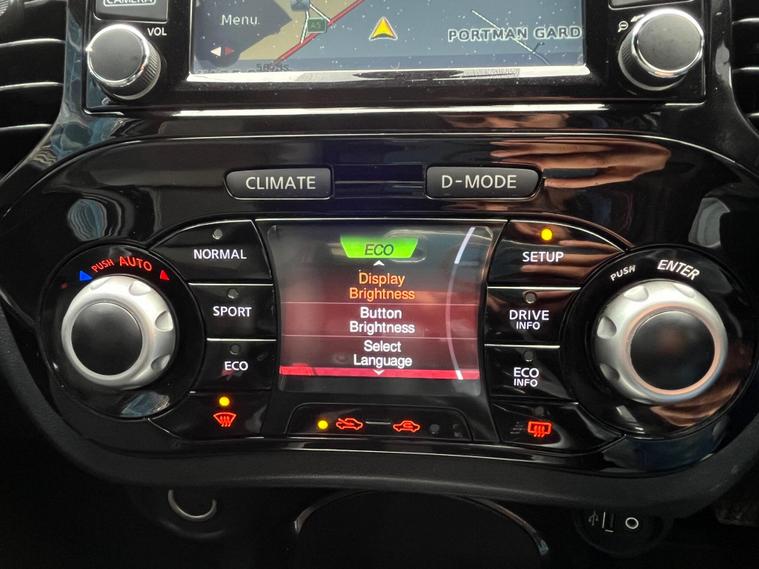 CAMERA
VOL
Menu
A5
PORTMAN GARD
CLIMATE
D-MODE
NORMAL
SPORT
ECO
PUSH AUTO
ECO
Display
Brightness
Button
Brightness
Select
Language
SETUP
DRIVE
INFO
ECO
INFO
PUSH ENTER